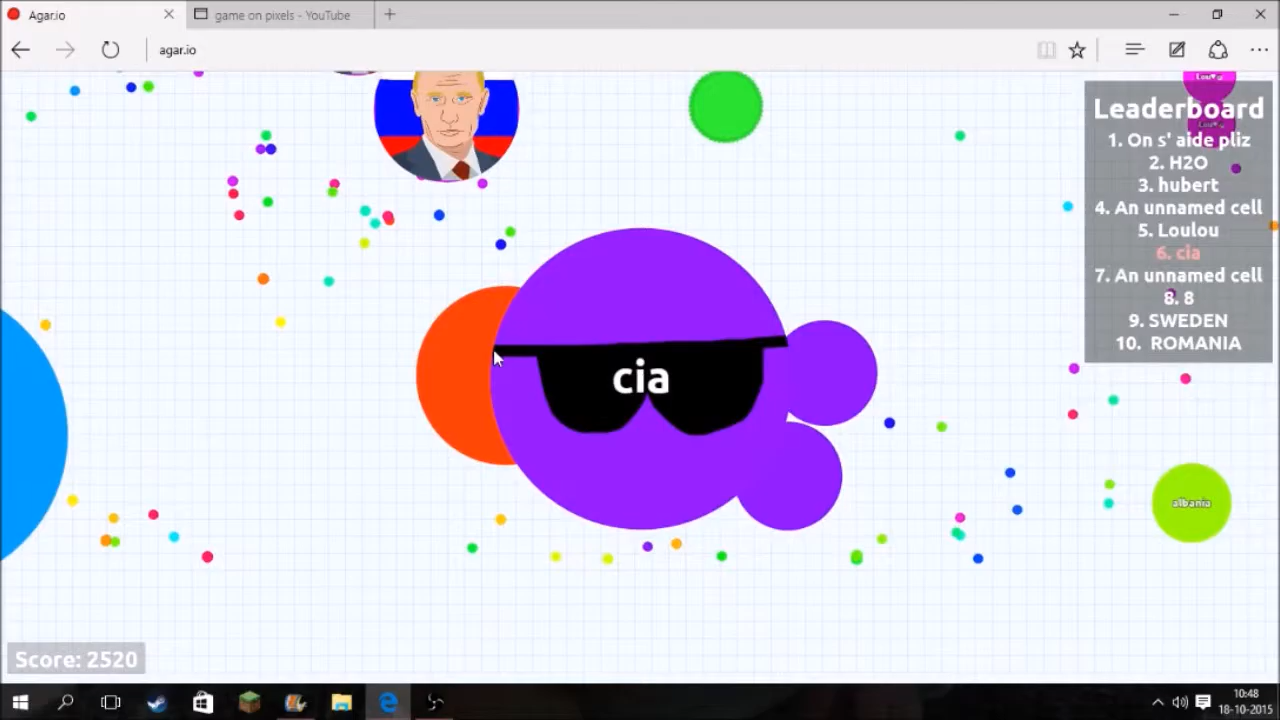 Agar.io
game on pixels - YouTube
agar.io
Leaderboard
1. On s' aide pliz
2. H2O
3. hubert
4. An unnamed cell
5. Loulou
6. cia
7. An unnamed cell
8. 8
9. SWEDEN
10. ROMANIA
cia
albania
Score: 2520
10:48
18-10-2015